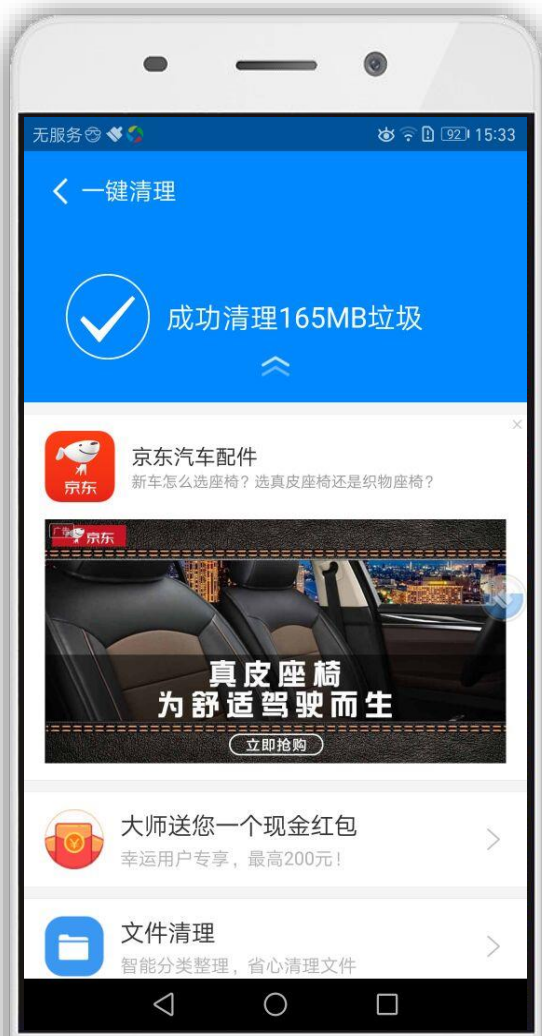 无服务
92 15:33
一键清理
成功清理165MB垃圾
京东
京东汽车配件
新车怎么选座椅?选真皮座椅还是织物座椅?
广告
京东
真皮座椅
为舒适驾驶而生
立即抢购
大师送您一个现金红包
幸运用户专享,最高200元!
文件清理
智能分类整理,省心清理文件